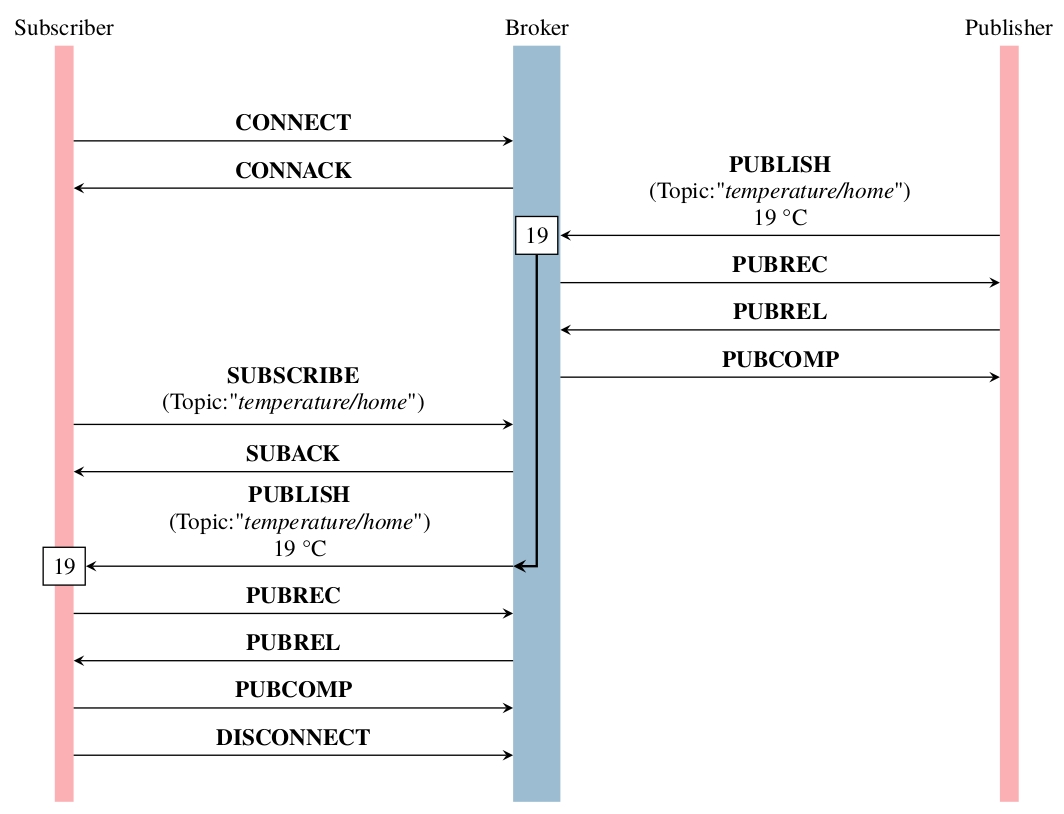 Subscriber
Broker
Publisher
CONNECT
CONNACK
PUBLISH
(Topic:"temperature/home")
19 °C
19
PUBREC
PUBREL
PUBCOMP
SUBSCRIBE
(Topic:"temperature/home")
SUBACK
PUBLISH
(Topic:"temperature/home")
19 °C
19
PUBREC
PUBREL
PUBCOMP
DISCONNECT